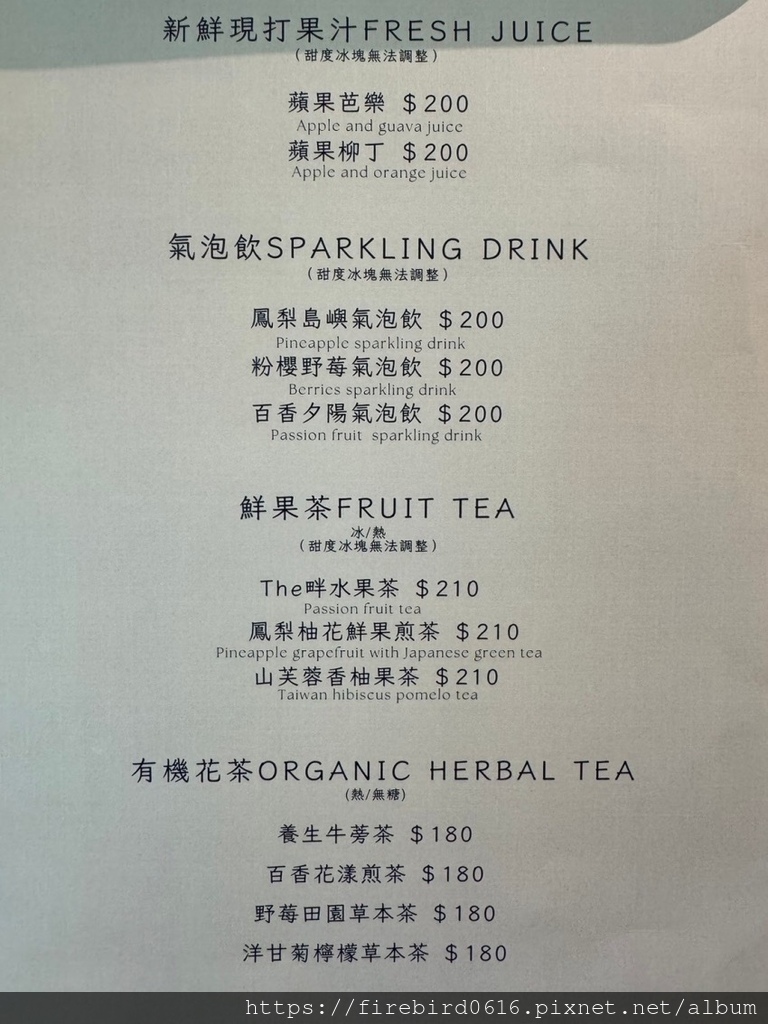 新鮮現打果汁FRESH JUICE
(甜度冰塊無法調整)
蘋果芭樂 $200
Apple and guava juice
蘋果柳丁 $200
Apple and orange juice
氣泡飲SPARKLING DRINK
(甜度冰塊無法調整)
鳳梨島嶼氣泡飲 $200
Pineapple sparkling drink
粉櫻野莓氣泡飲 $200
Berries sparkling drink
百香夕陽氣泡飲 $200
Passion fruit sparkling drink
鮮果茶FRUIT TEA
冰/熱
(甜度冰塊無法調整)
The畔水果茶 $210
Passion fruit tea
鳳梨柚花鮮果煎茶 $210
Pineapple grapefruit with Japanese green tea
山芙蓉香柚果茶 $210
Taiwan hibiscus pomelo tea
有機花茶ORGANIC HERBAL TEA
(熱/無糖)
養生牛蒡茶 $180
百香花漾煎茶 $180
野莓田園草本茶 $180
洋甘菊檸檬草本茶 $180
https://firebird0616.pixnet.net/album